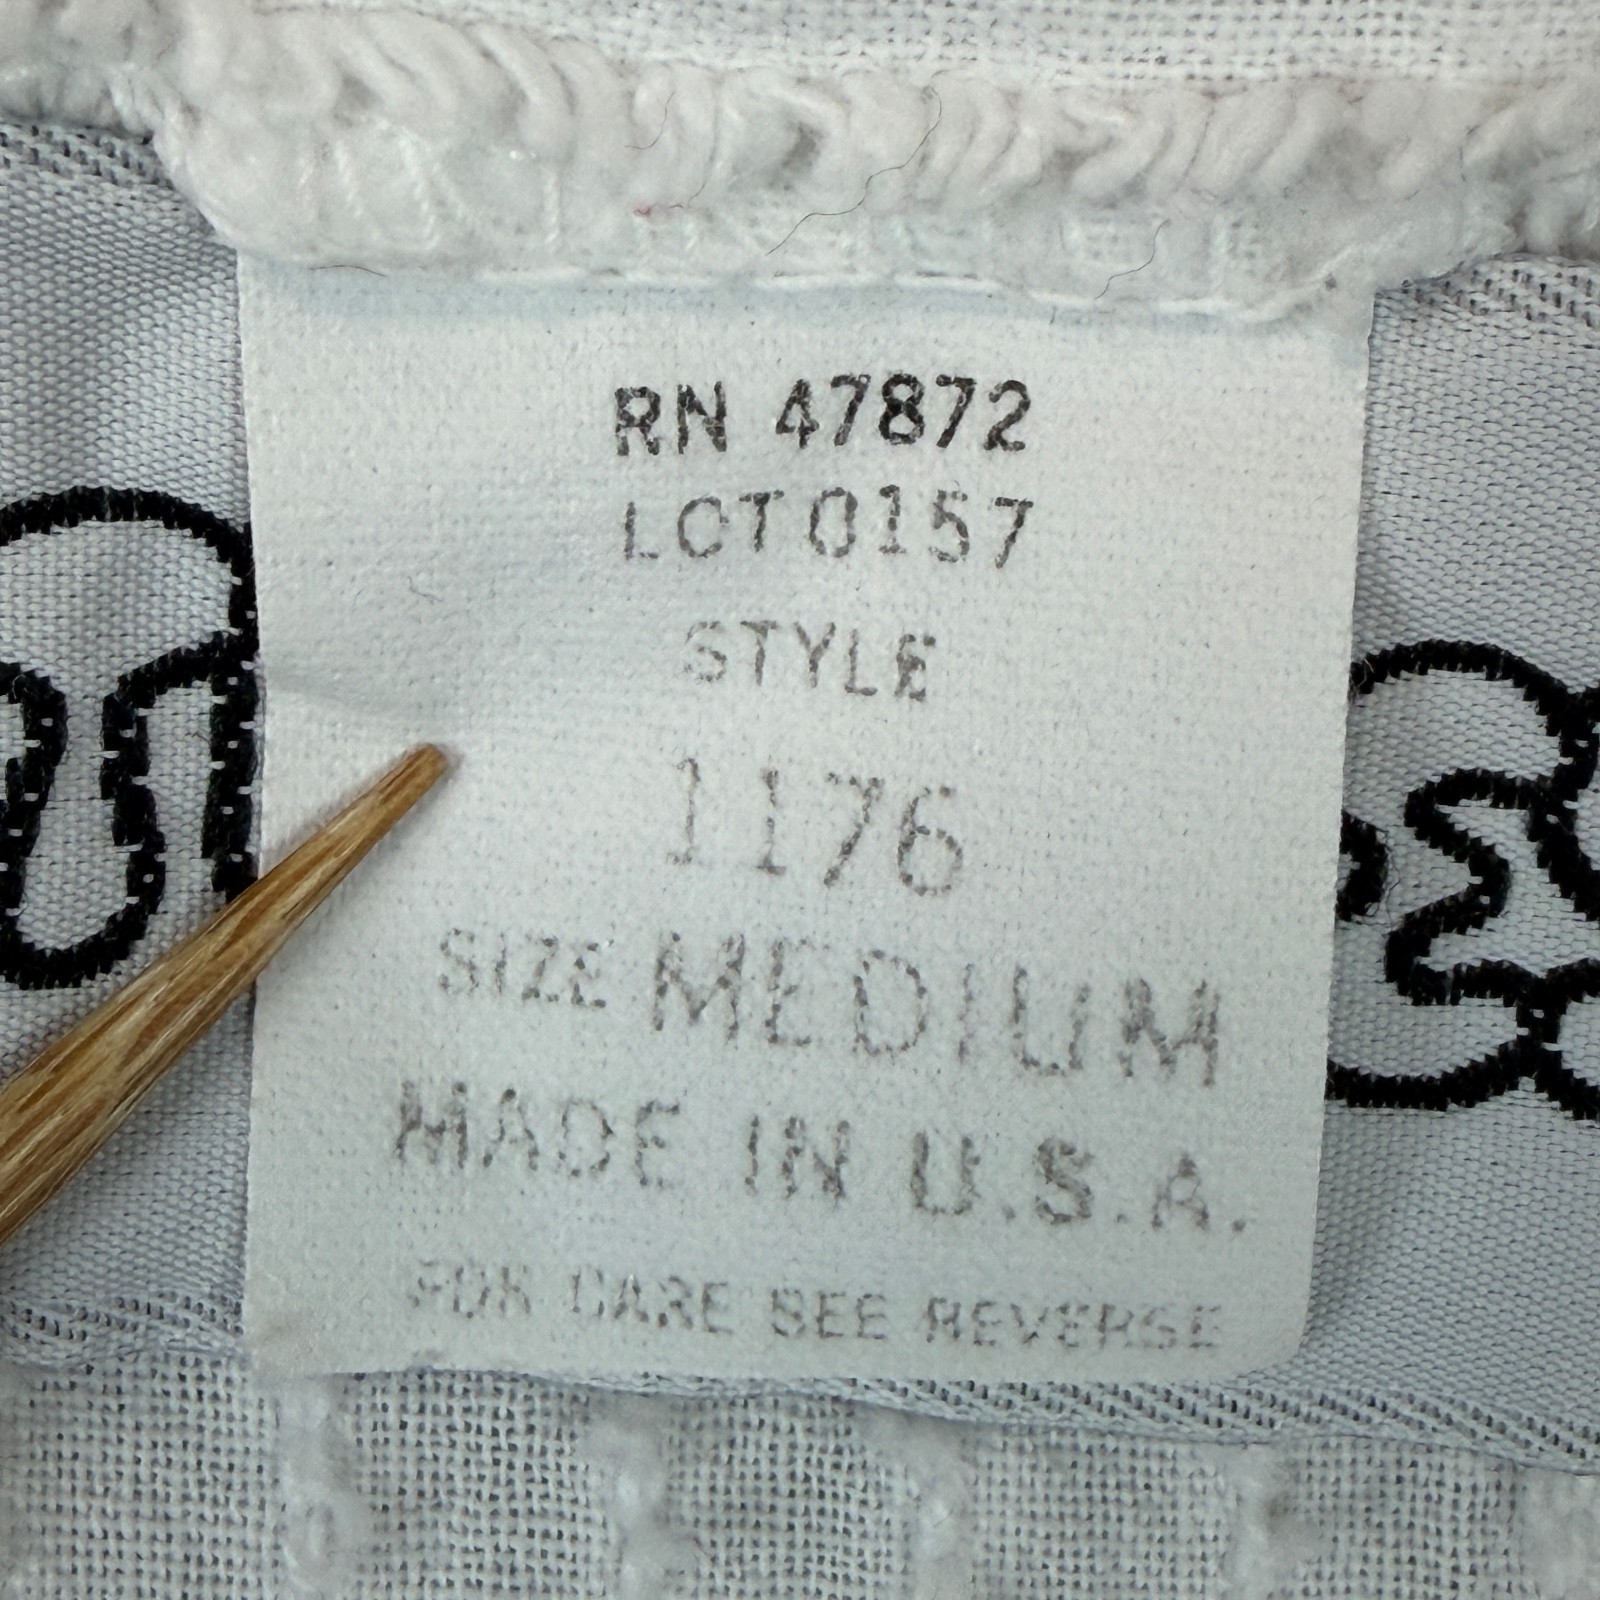 RN 47872
LOT 0157
STYLE
1176
SIZE MEDIUM
MADE IN U.S.A.
FOR CARE SEE REVERSE